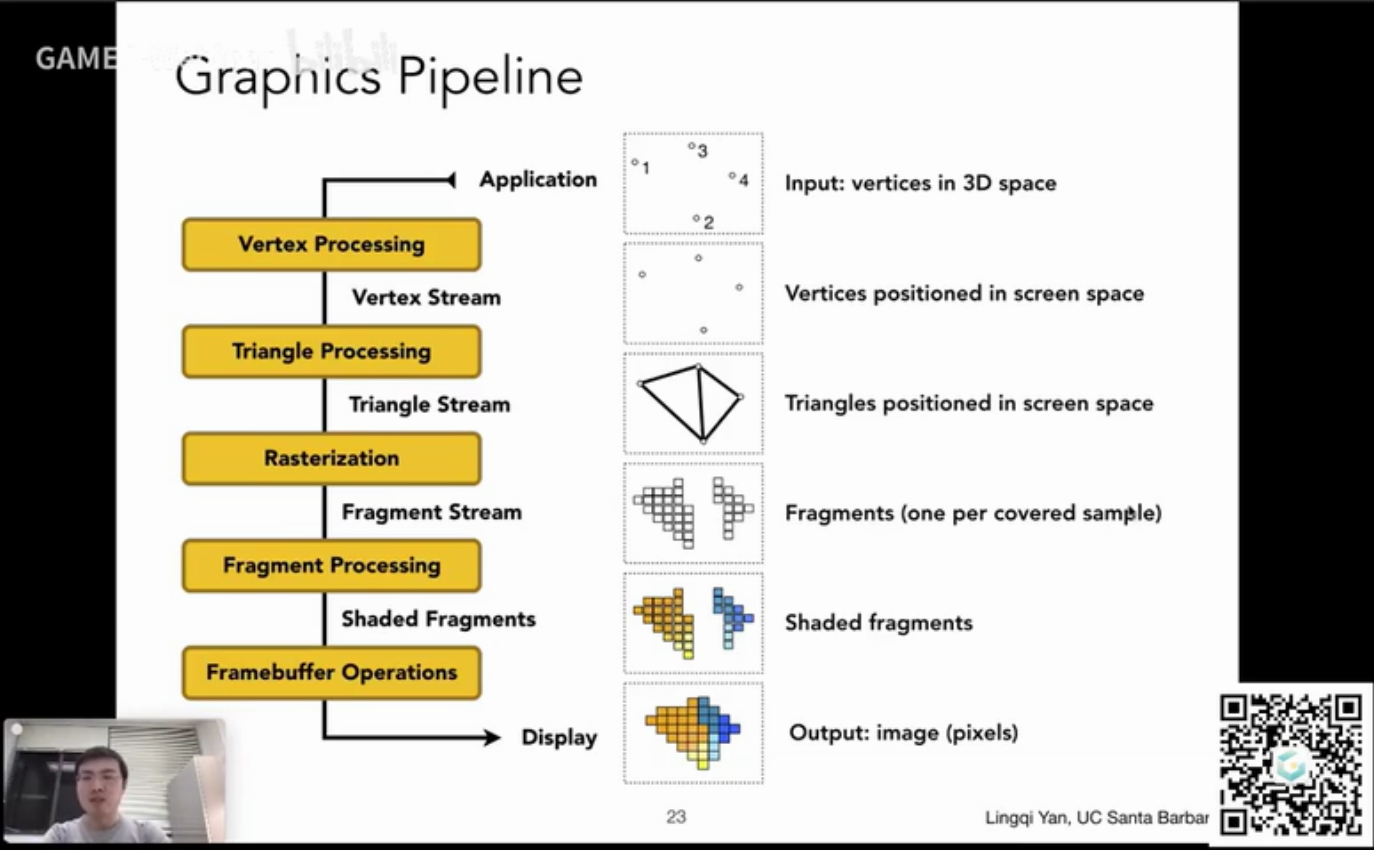 GAME
Graphics Pipeline
Application
Vertex Processing
Vertex Stream
Triangle Processing
Triangle Stream
Rasterization
Fragment Stream
Fragment Processing
Shaded Fragments
Framebuffer Operations
Display
1
3
4
2
Input: vertices in 3D space
Vertices positioned in screen space
Triangles positioned in screen space
Fragments (one per covered sample)
Shaded fragments
Output: image (pixels)
23
Lingqi Yan, UC Santa Barbar